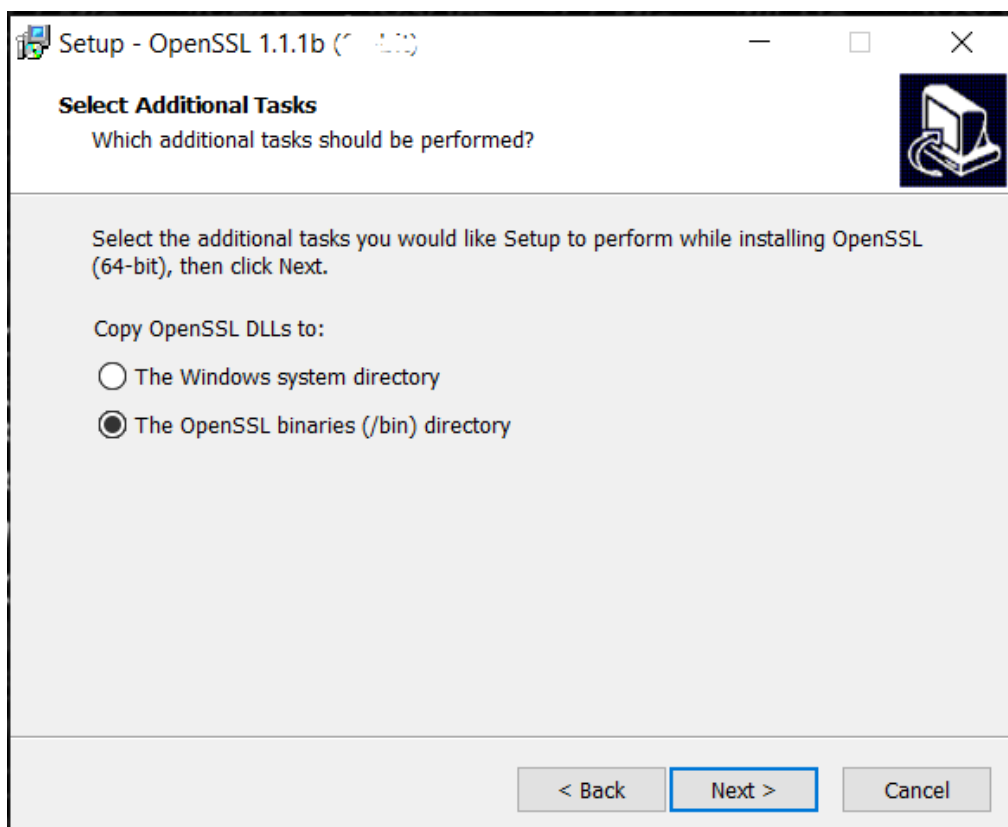 Setup - OpenSSL 1.1.1b
Select Additional Tasks
Which additional tasks should be performed?
Select the additional tasks you would like Setup to perform while installing OpenSSL
(64-bit), then click Next.
Copy OpenSSL DLLs to:
The Windows system directory
The OpenSSL binaries (/bin) directory
< Back
Next >
Cancel